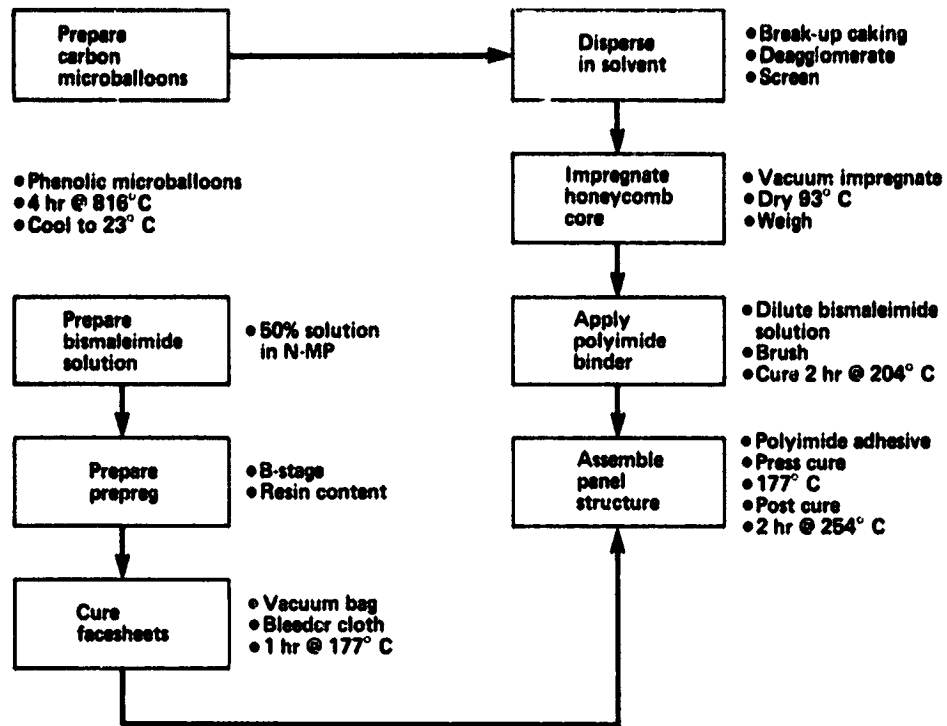 Prepare
carbon
microballoons
Disperse
in solvent
• Break-up caking
• Deagglomerate
• Screen
• Phenolic microballoons
• 4 hr @ 816°C
• Cool to 23° C
Impregnate
honeycomb
core
• Vacuum impregnate
• Dry 93° C
• Weigh
Prepare
bismaleimide
solution
• 50% solution
in N-MP
Apply
polyimide
binder
• Dilute bismaleimide
solution
• Brush
• Cure 2 hr @ 204° C
Prepare
prepreg
• B-stage
• Resin content
Assemble
panel
structure
• Polyimide adhesive
• Press cure
• 177° C
• Post cure
• 2 hr @ 254° C
Cure
facesheets
• Vacuum bag
• Bleeder cloth
• 1 hr @ 177° C